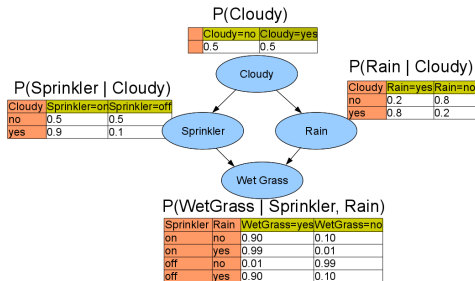 P(Cloudy)
Cloudy=no Cloudy=yes
0.5 0.5
Cloudy
P(Sprinkler | Cloudy)
Cloudy Sprinkler=on Sprinkler=off
no 0.5 0.5
yes 0.9 0.1
P(Rain | Cloudy)
Cloudy Rain=yes Rain=no
no 0.2 0.8
yes 0.8 0.2
Sprinkler
Rain
Wet Grass
P(WetGrass | Sprinkler, Rain)
Sprinkler Rain WetGrass=yes WetGrass=no
on no 0.90 0.10
on yes 0.99 0.01
off no 0.01 0.99
off yes 0.90 0.10